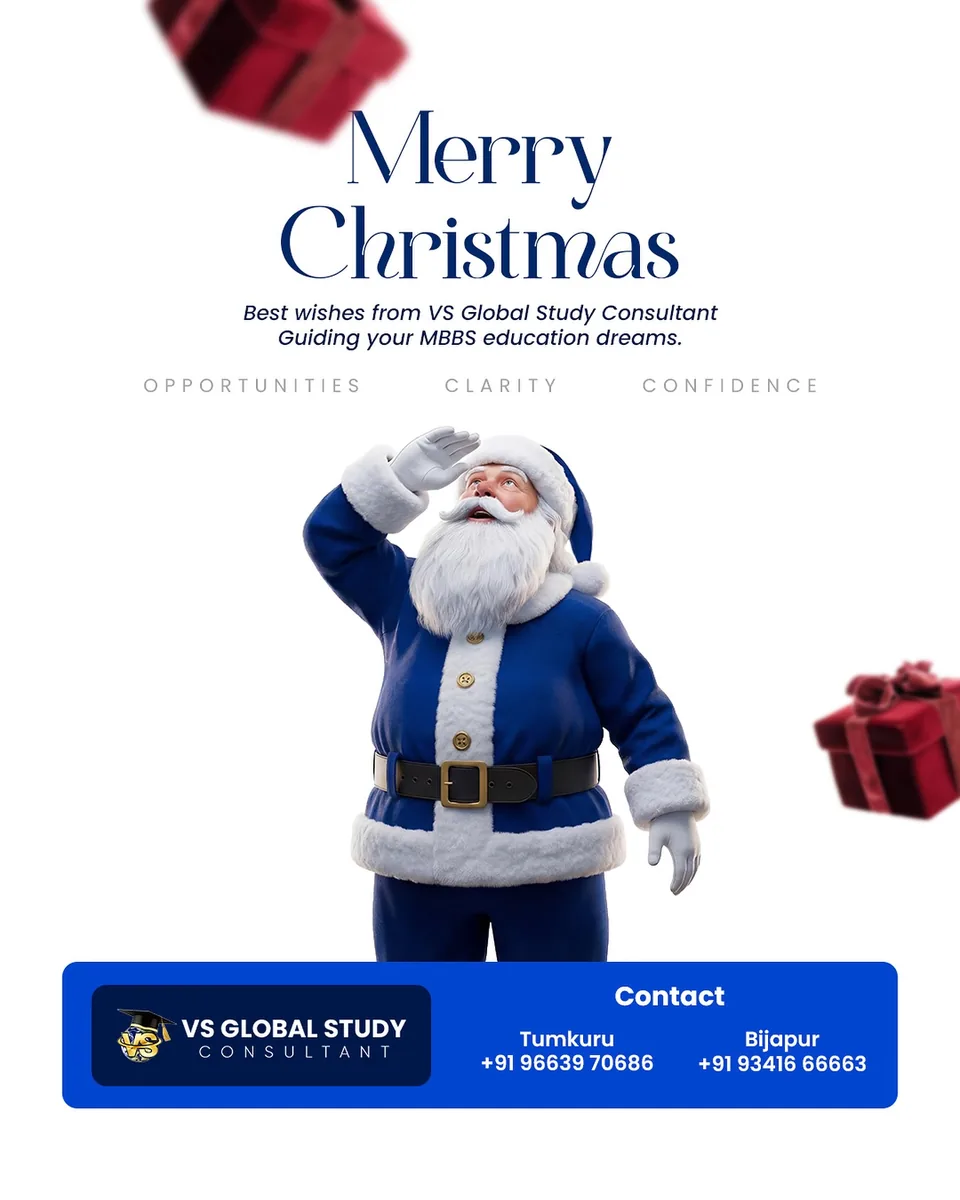 Merry
Christmas
Best wishes from VS Global Study Consultant
Guiding your MBBS education dreams.
OPPORTUNITIES CLARITY CONFIDENCE
VS
VS GLOBAL STUDY
CONSULTANT
Contact
Tumkuru
+91 96639 70686
Bijapur
+91 93416 66663